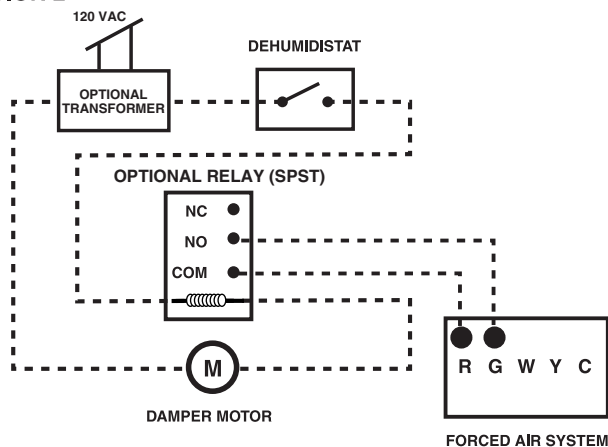 120 VAC
DEHUMIDISTAT
OPTIONAL
TRANSFORMER
OPTIONAL RELAY (SPST)
NC
NO
COM
R G W Y C
M
DAMPER MOTOR
FORCED AIR SYSTEM